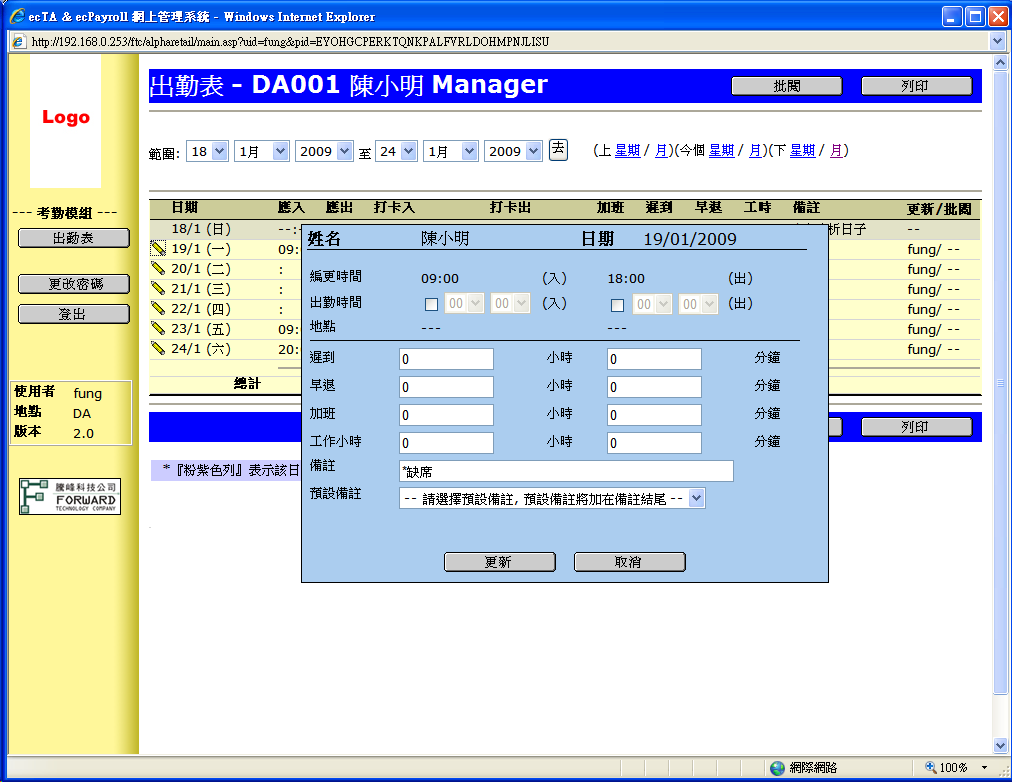 ecTA & ecPayroll 網上管理系統 - Windows Internet Explorer
http://192.168.0.253/ftc/alpharetail/main.asp?uid=fung&pid=EYOHGCPERKTQNKPALFVRLDOHMPNJLISU
Logo
出勤表 - DA001 陳小明 Manager
批閱
列印
範圍: 18 1月 2009 至 24 1月 2009 去 (上 星期 / 月)(今個 星期 / 月)(下 星期 / 月)
--- 考勤模組 ---
出勤表
更改密碼
登出
使用者 fung
地點 DA
版本 2.0
騰峰科技公司
FORWARD
TECHNOLOGY COMPANY
日期 應入 應出 打卡入 打卡出 加班 遲到 早退 工時 備註 更新/批閱
18/1 (日) --: 析日子 --
19/1 (一) 09: fung/ --
20/1 (二) : fung/ --
21/1 (三) : fung/ --
22/1 (四) : fung/ --
23/1 (五) 09: fung/ --
24/1 (六) 20: fung/ --
總計
列印
*『粉紫色列』表示該日
姓名 陳小明 日期 19/01/2009
編更時間 09:00 (入) 18:00 (出)
出勤時間 00 00 (入) 00 00 (出)
地點 --- ---
遲到 0 小時 0 分鐘
早退 0 小時 0 分鐘
加班 0 小時 0 分鐘
工作小時 0 小時 0 分鐘
備註 *缺席
預設備註 -- 請選擇預設備註, 預設備註將加在備註結尾 --
更新
取消
網際網路
100%